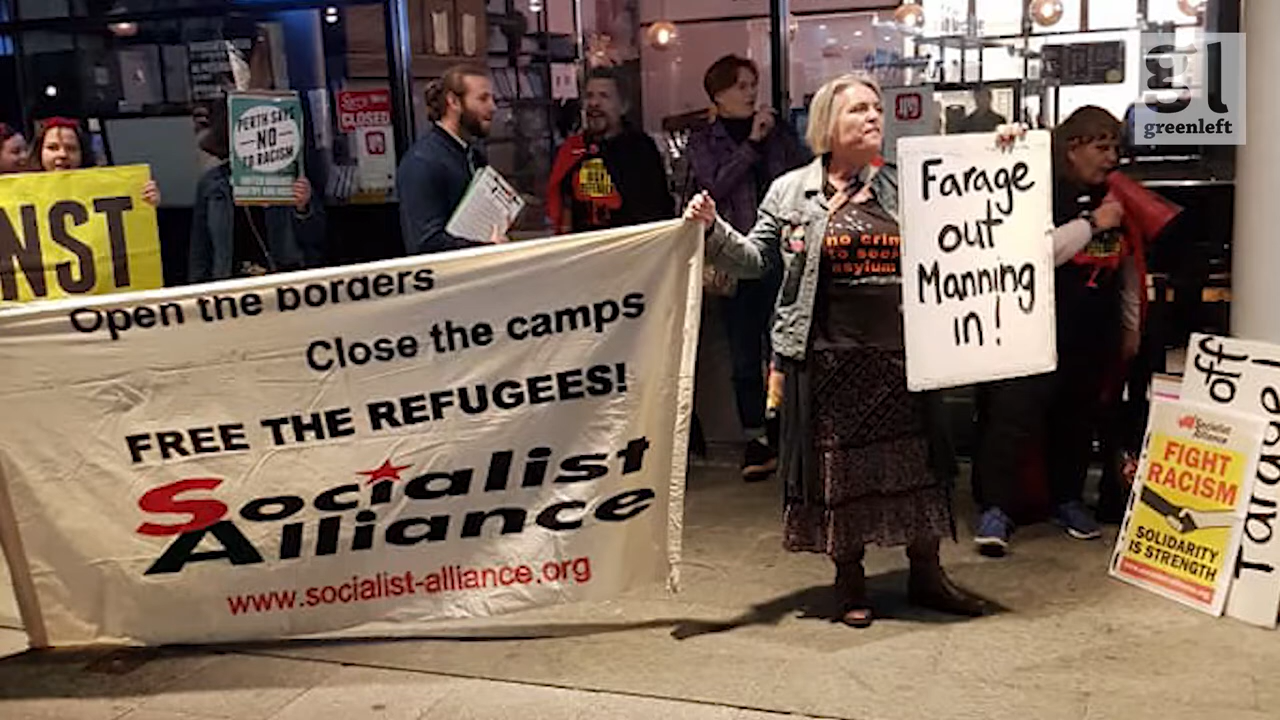 gl
greenleft
PERTH SAYS
NO
TO RACISM
CLOSED
NST
Farage
out
Manning
in!
no crim
to seek
asylum
Open the borders
Close the camps
FREE THE REFUGEES!
Socialist
Alliance
www.socialist-alliance.org
off
Farage!
Socialist
Alliance
FIGHT
RACISM
SOLIDARITY
IS STRENGTH